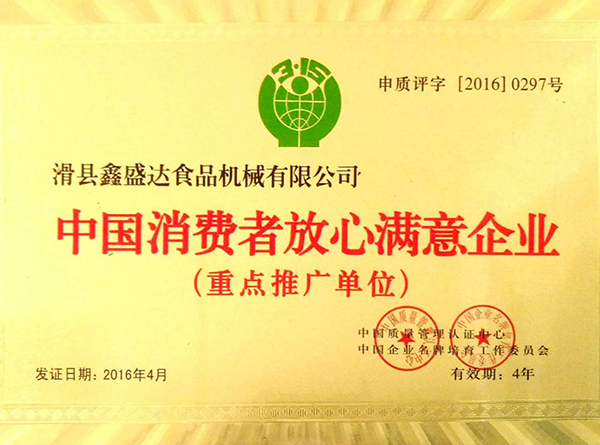 3·15
申质评字 [2016] 0297号
滑县鑫盛达食品机械有限公司
中国消费者放心满意企业
(重点推广单位)
中国质量管理认证中心
中国企业名牌培育工作委员会
发证日期: 2016年4月
有效期: 4年